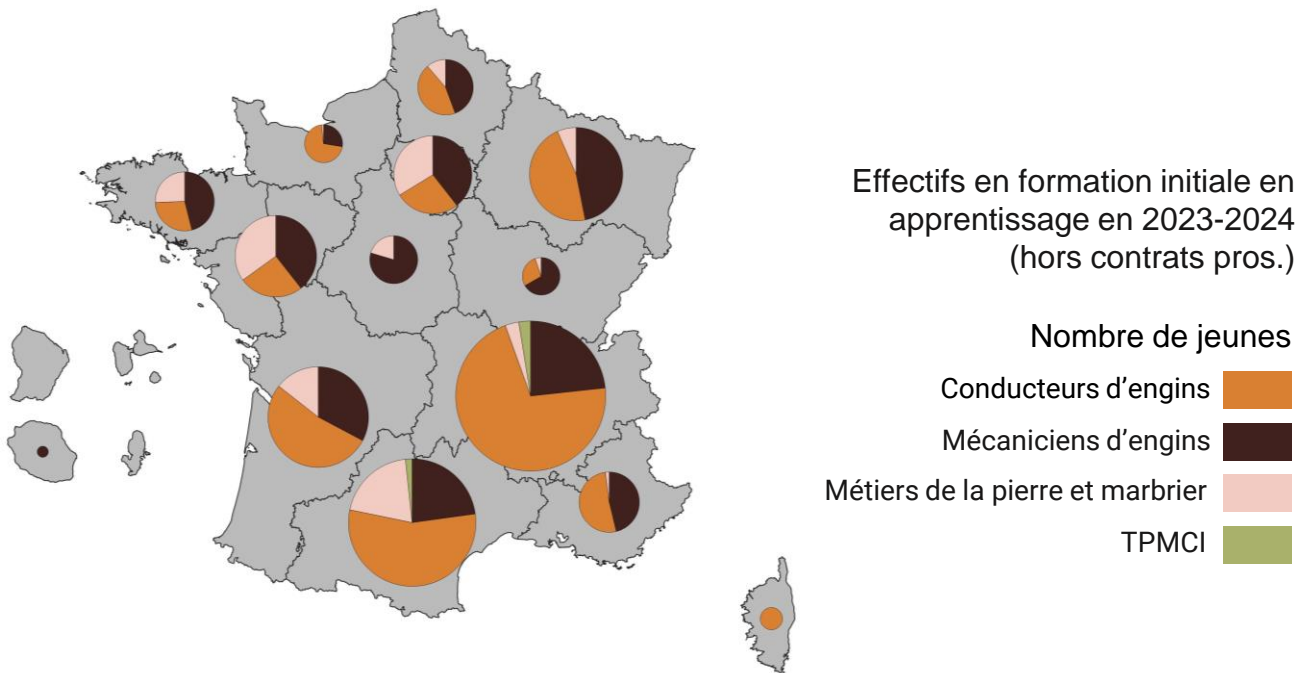 Effectifs en formation initiale en
apprentissage en 2023-2024
(hors contrats pros.)
Nombre de jeunes
Conducteurs d'engins
Mécaniciens d'engins
Métiers de la pierre et marbrier
TPMCI